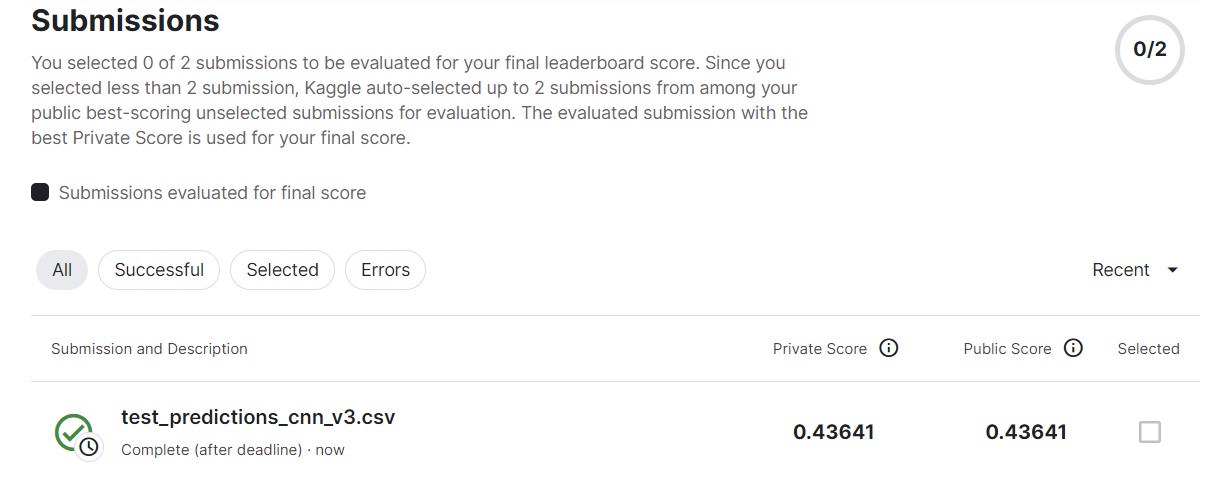 Submissions
0/2
You selected 0 of 2 submissions to be evaluated for your final leaderboard score. Since you
selected less than 2 submission, Kaggle auto-selected up to 2 submissions from among your
public best-scoring unselected submissions for evaluation. The evaluated submission with the
best Private Score is used for your final score.
Submissions evaluated for final score
All Successful Selected Errors Recent
Submission and Description Private Score Public Score Selected
test_predictions_cnn_v3.csv
0.43641 0.43641
Complete (after deadline) · now